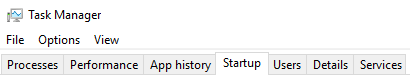 Task Manager
File Options View
Processes Performance App history Startup Users Details Services